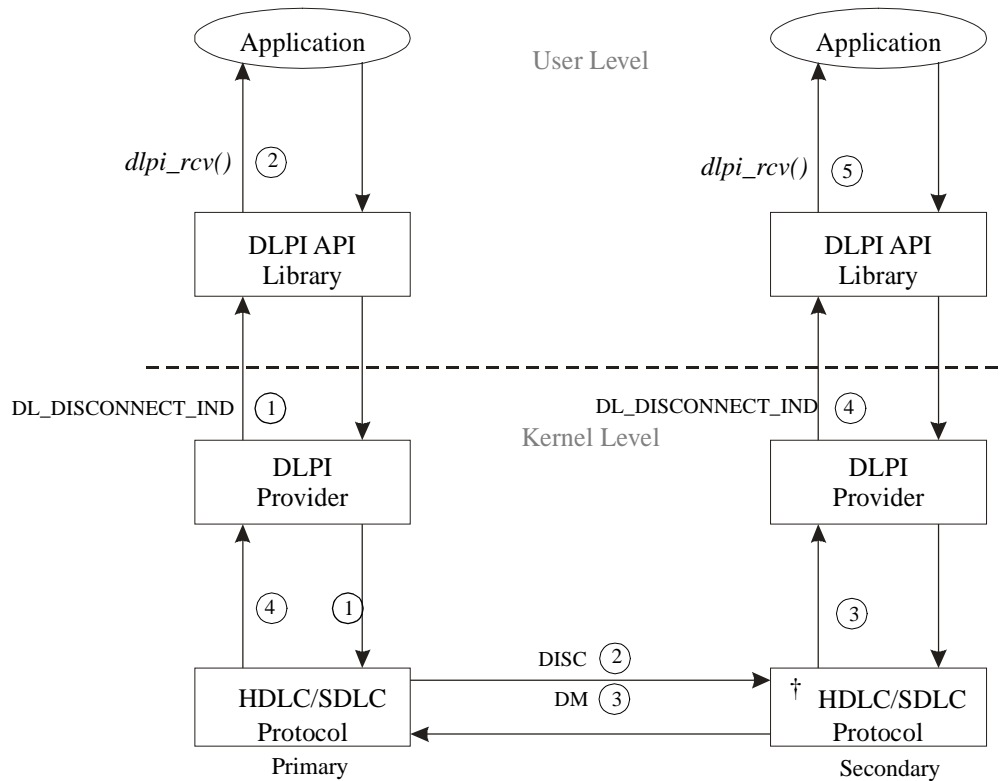 Application
Application
User Level
dlpi_rcv() 2
dlpi_rcv() 5
DLPI API
Library
DLPI API
Library
DL_DISCONNECT_IND 1
DL_DISCONNECT_IND 4
Kernel Level
DLPI
Provider
DLPI
Provider
4
1
3
DISC 2
DM 3
HDLC/SDLC
Protocol
† HDLC/SDLC
Protocol
Primary
Secondary